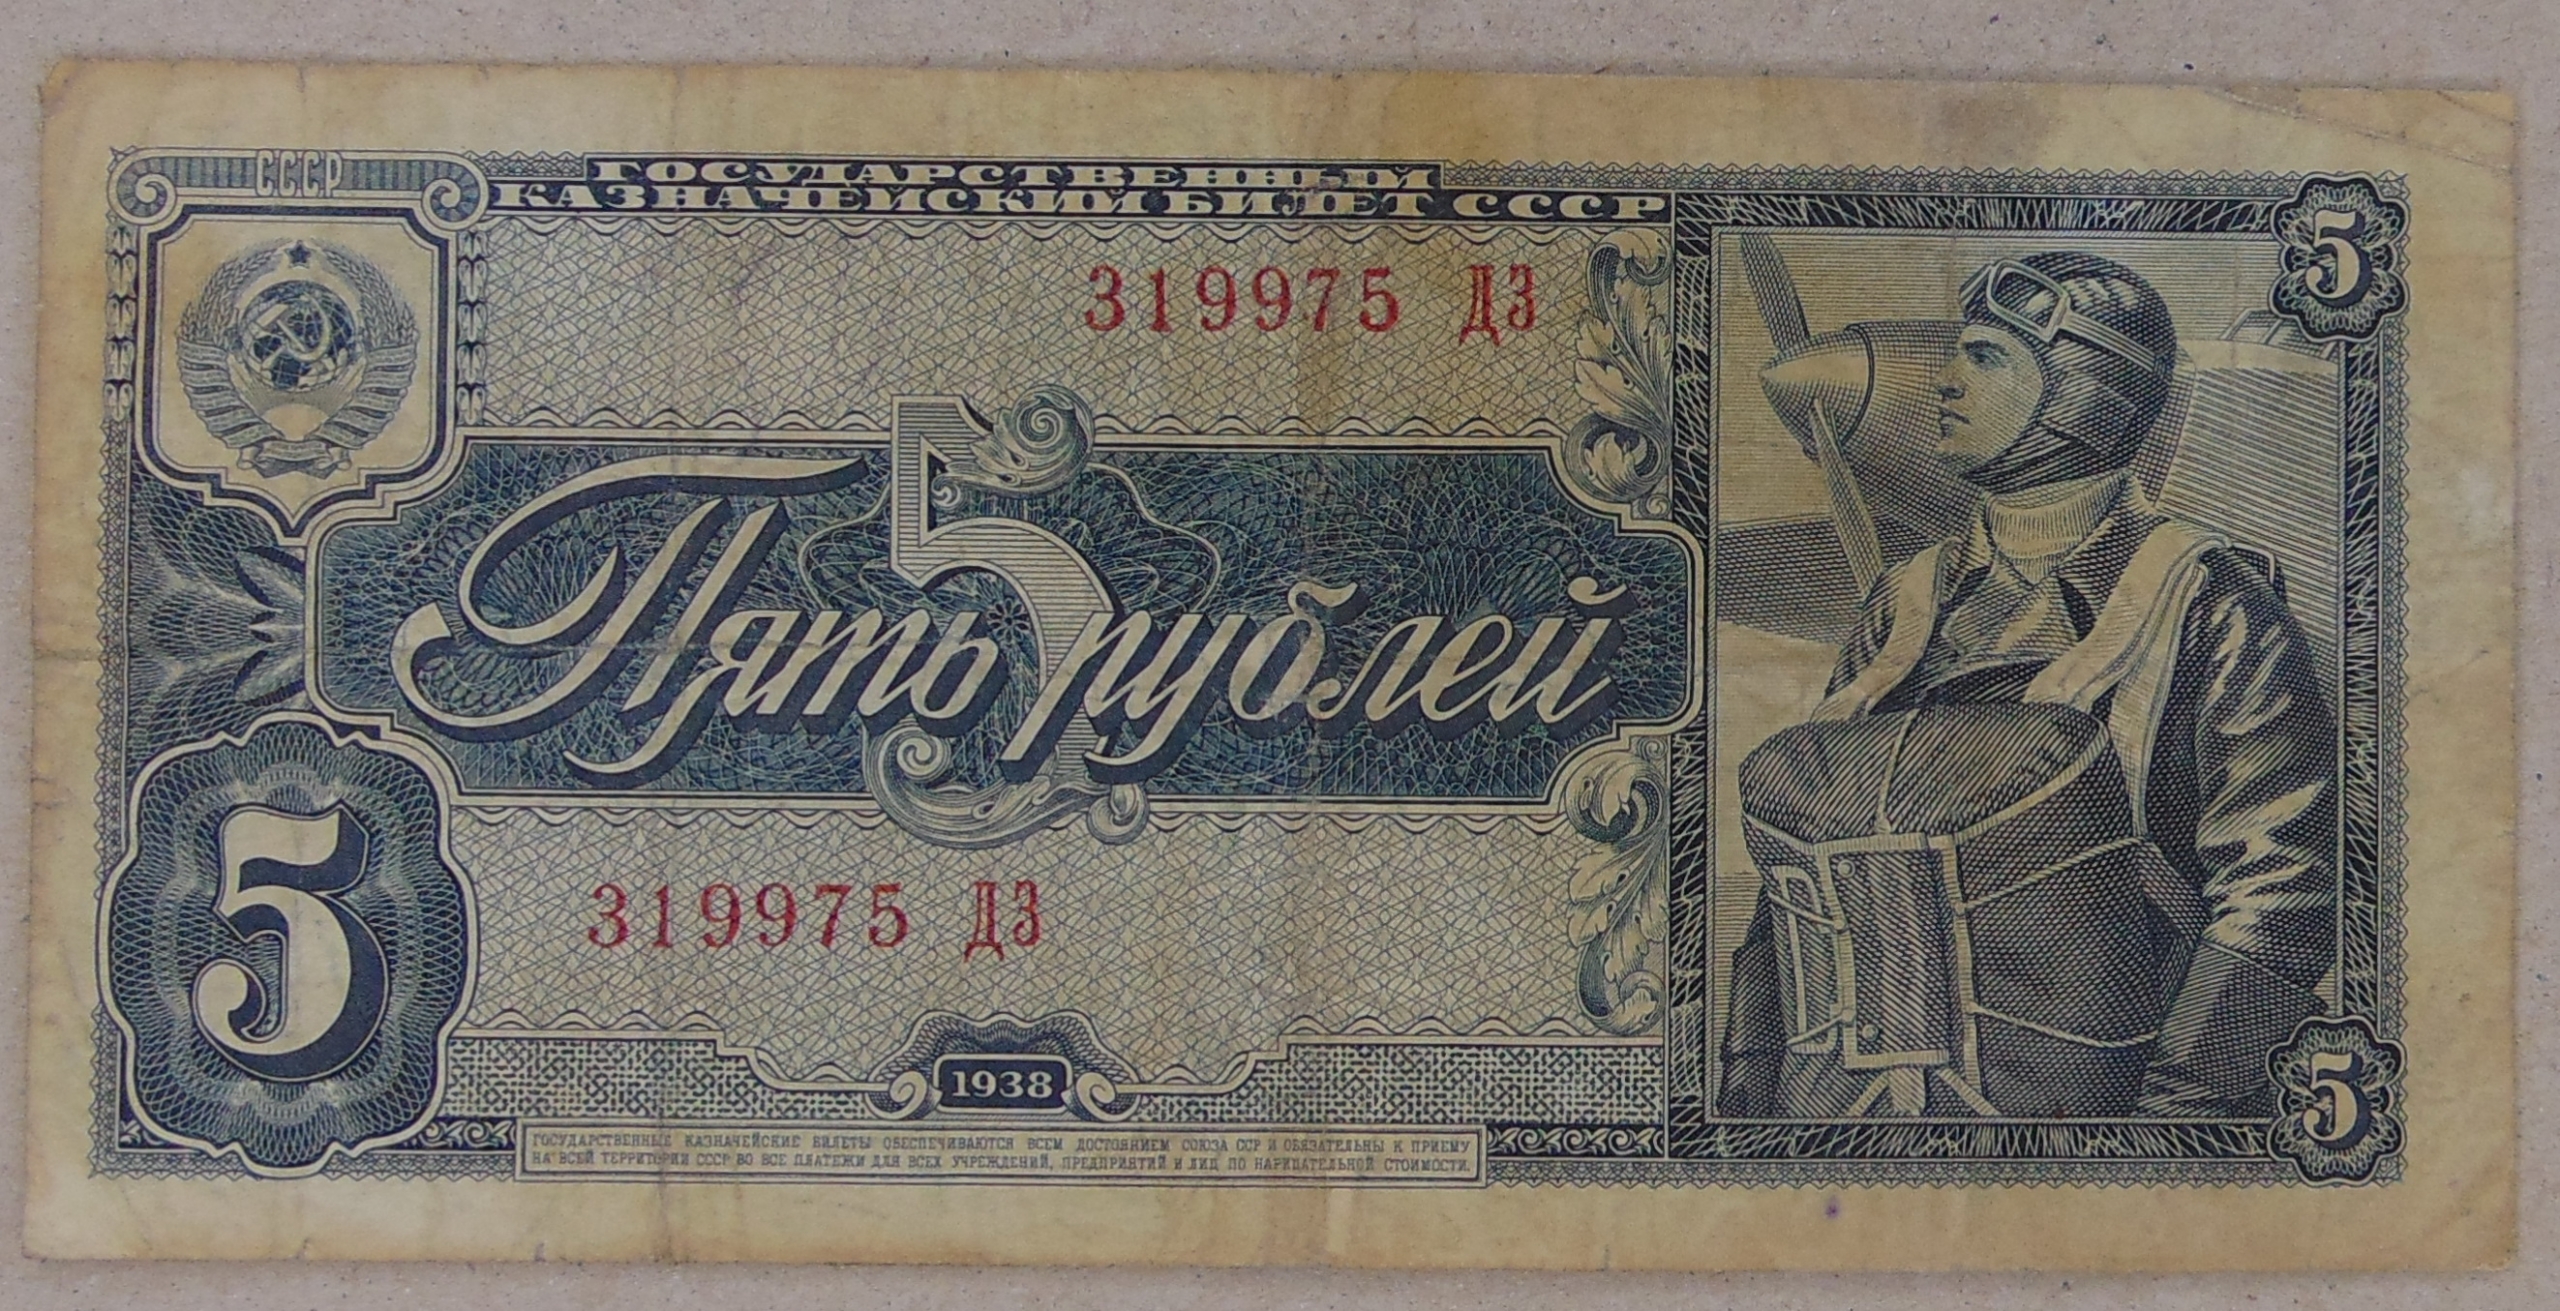 СССР
ГОСУДАРСТВЕННЫЙ
КАЗНАЧЕЙСКИЙ БИЛЕТ СССР
5
319975 ДЗ
5
Пять рублей
5
319975 ДЗ
1938
5
ГОСУДАРСТВЕННЫЕ КАЗНАЧЕЙСКИЕ БИЛЕТЫ ОБЕСПЕЧИВАЮТСЯ ВСЕМ ДОСТОЯНИЕМ СОЮЗА ССР И ОБЯЗАТЕЛЬНЫ К ПРИЕМУ
НА ВСЕЙ ТЕРРИТОРИИ СССР ВО ВСЕ ПЛАТЕЖИ ДЛЯ ВСЕХ УЧРЕЖДЕНИЙ, ПРЕДПРИЯТИЙ И ЛИЦ ПО НАРИЦАТЕЛЬНОЙ СТОИМОСТИ.